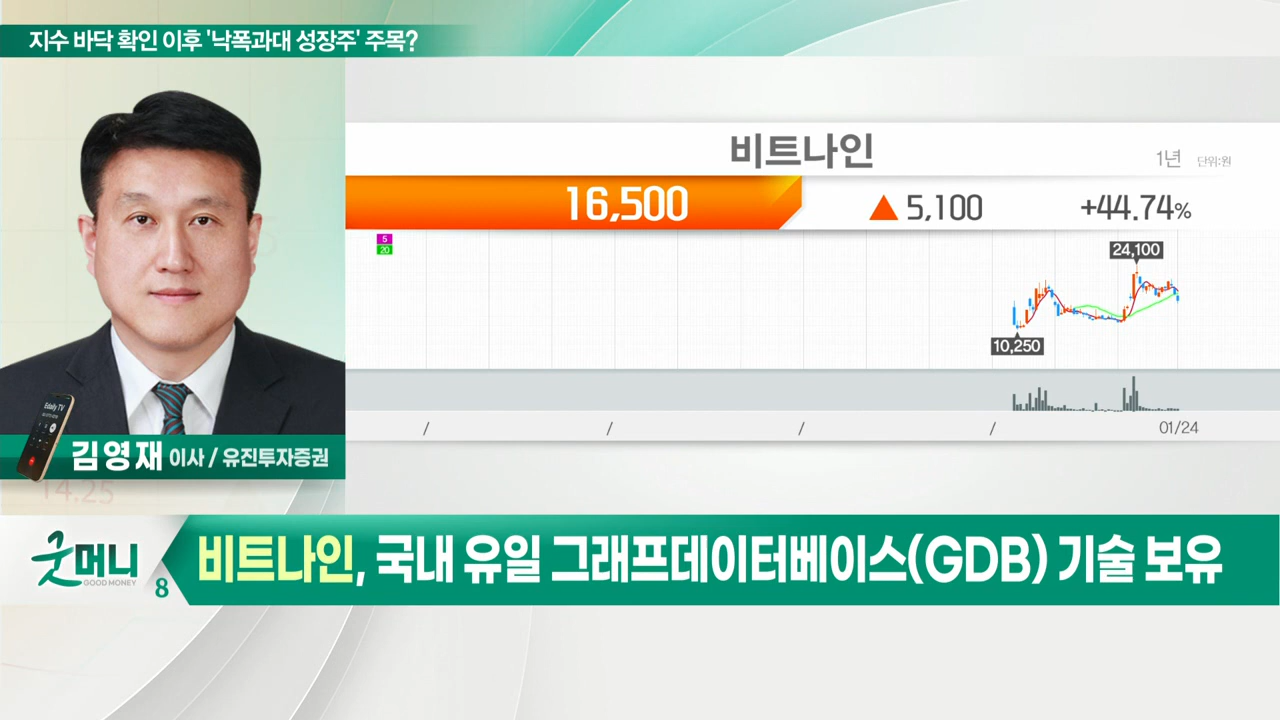 지수 바닥 확인 이후 '낙폭과대 성장주' 주목?
비트나인
1년 단위:원
16,500 ▲ 5,100 +44.74%
5
20
24,100
10,250
/ / / / 01/24
Edaily TV
김영재 이사 / 유진투자증권
14.25
굿머니
GOOD MONEY
8
비트나인, 국내 유일 그래프데이터베이스(GDB) 기술 보유